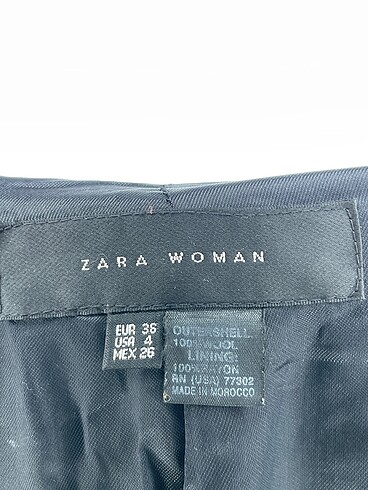 ZARA WOMAN
EUR 36
USA 4
MEX 26
OUTERSHELL:
100% WOOL
LINING:
100% RAYON
RN (USA) 77302
MADE IN MOROCCO